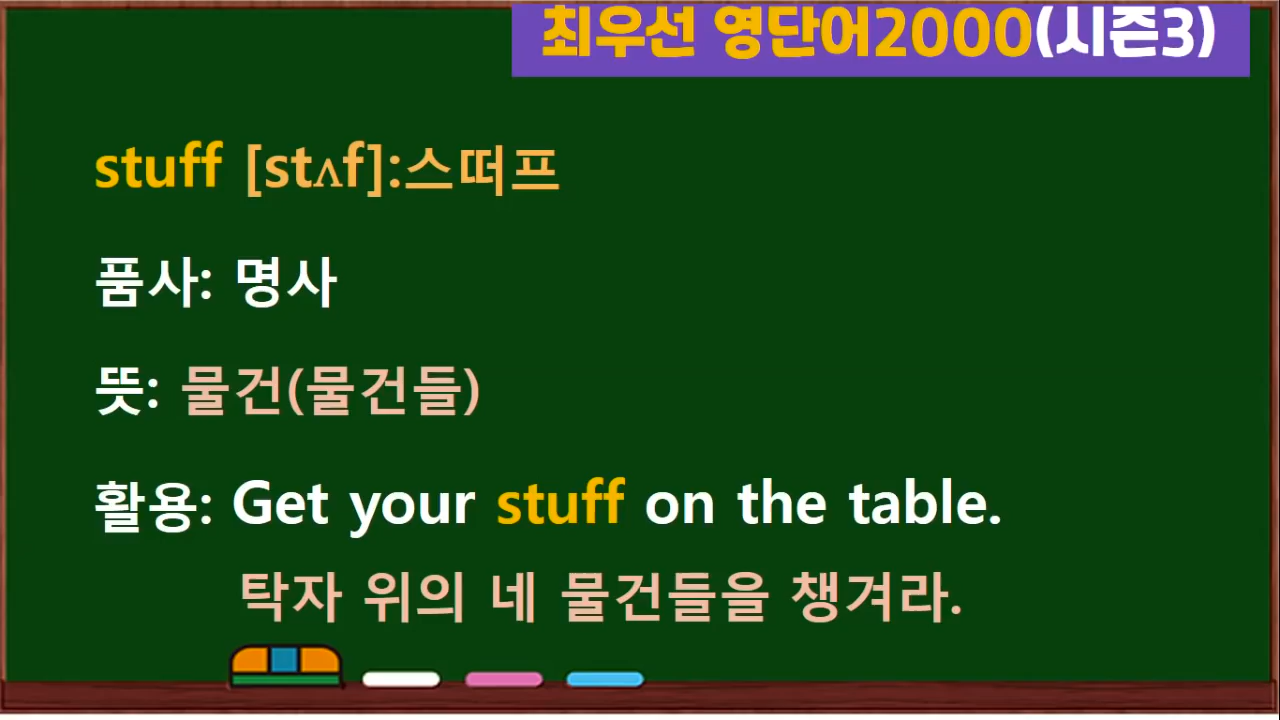 최우선 영단어2000(시즌3)
stuff [stʌf]:스떠프
품사: 명사
뜻: 물건(물건들)
활용: Get your stuff on the table.
탁자 위의 네 물건들을 챙겨라.